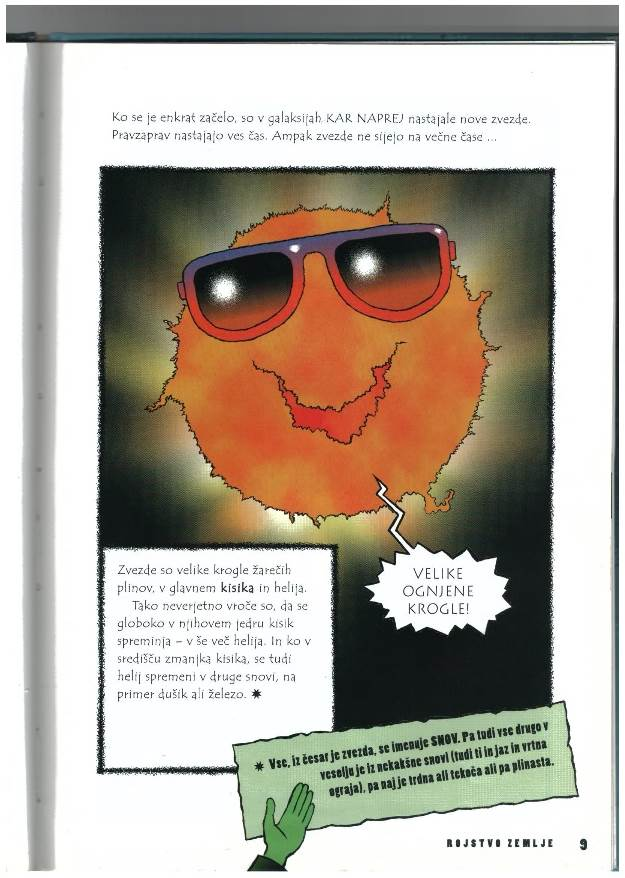 Ko se je enkrat začelo, so v galaksijah KAR NAPREJ nastajale nove zvezde.
Pravzaprav nastajajo ves čas. Ampak zvezde ne sijejo na večne čase ...
Zvezde so velike krogle žarečih
plinov, v glavnem kisika in helija.
Tako neverjetno vroče so, da se
globoko v njihovem jedru kisik
spreminja – v še več helija. In ko v
središču zmanjka kisika, se tudi
helij spremeni v druge snovi, na
primer dušik ali železo. ✷
VELIKE
OGNJENE
KROGLE!
✷ Vse, iz česar je zvezda, se imenuje SNOV. Pa tudi vse drugo v
vesolju je iz nekakšne snovi (tudi ti in jaz in vrtna
ograja), pa naj je trdna ali tekoča ali pa plinasta.
ROJSTVO ZEMLJE 9